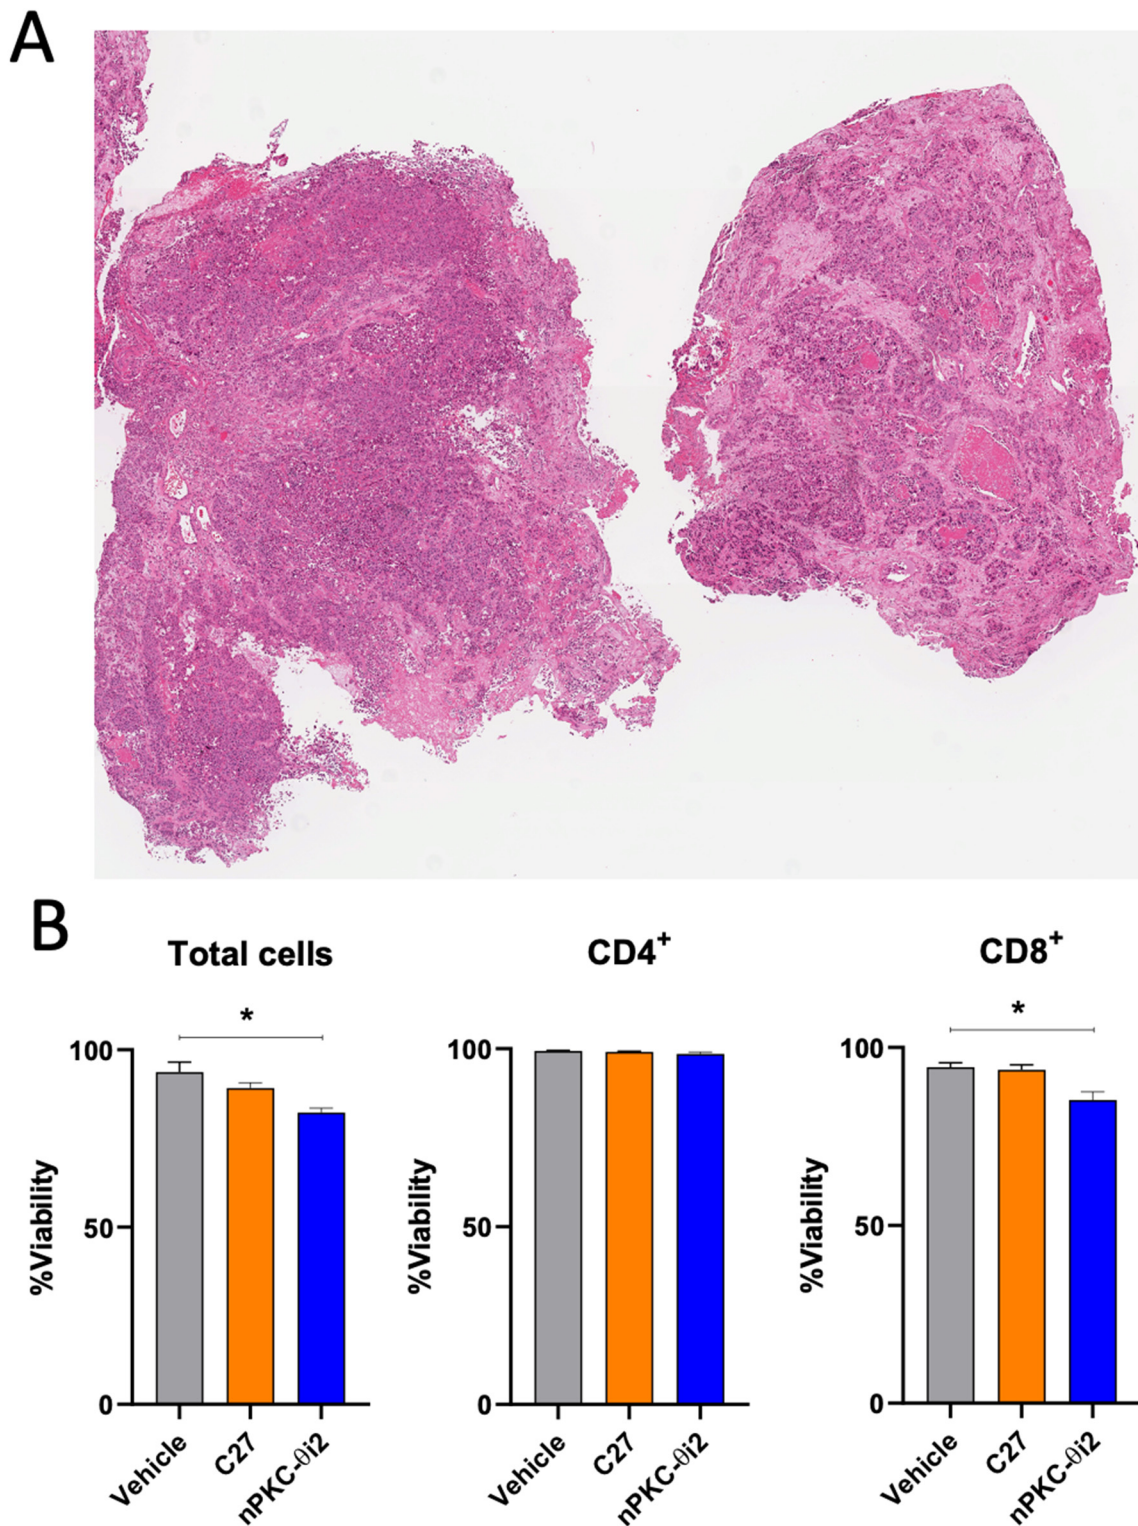 A
B
Total cells
CD4+
CD8+
*
*
100
50
0
%Viability
Vehicle
C27
nPKC-θi2
100
50
0
%Viability
Vehicle
C27
nPKC-θi2
100
50
0
%Viability
Vehicle
C27
nPKC-θi2